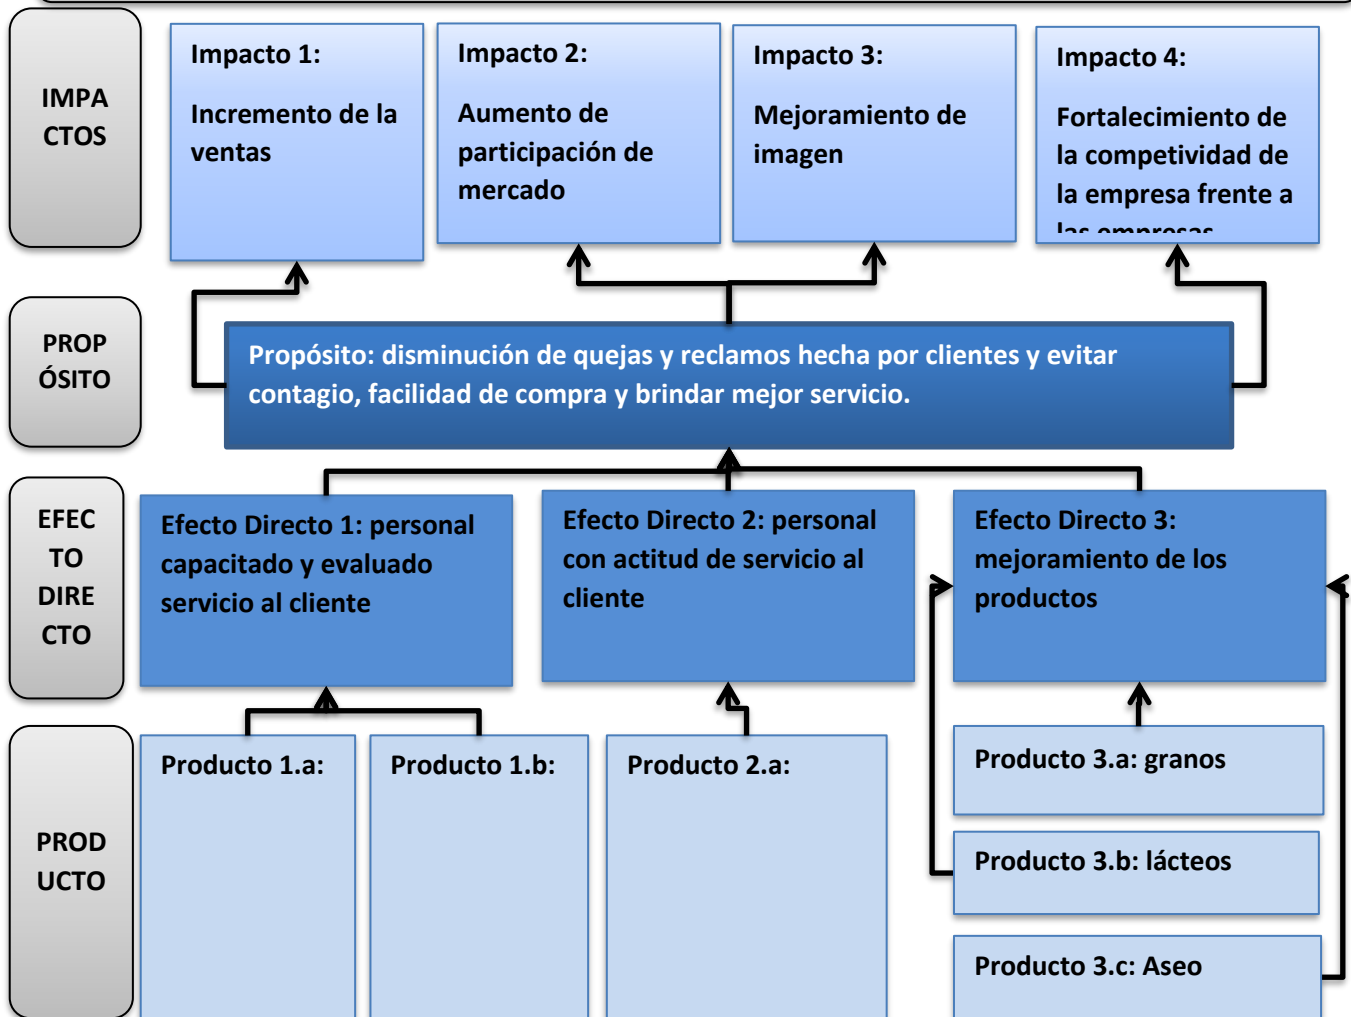 IMPA
CTOS
Impacto 1:
Incremento de la
ventas
Impacto 2:
Aumento de
participación de
mercado
Impacto 3:
Mejoramiento de
imagen
Impacto 4:
Fortalecimiento de
la competividad de
la empresa frente a
las empresas
PROP
ÓSITO
Propósito: disminución de quejas y reclamos hecha por clientes y evitar
contagio, facilidad de compra y brindar mejor servicio.
EFEC
TO
DIRE
CTO
Efecto Directo 1: personal
capacitado y evaluado
servicio al cliente
Efecto Directo 2: personal
con actitud de servicio al
cliente
Efecto Directo 3:
mejoramiento de los
productos
PROD
UCTO
Producto 1.a:
Producto 1.b:
Producto 2.a:
Producto 3.a: granos
Producto 3.b: lácteos
Producto 3.c: Aseo